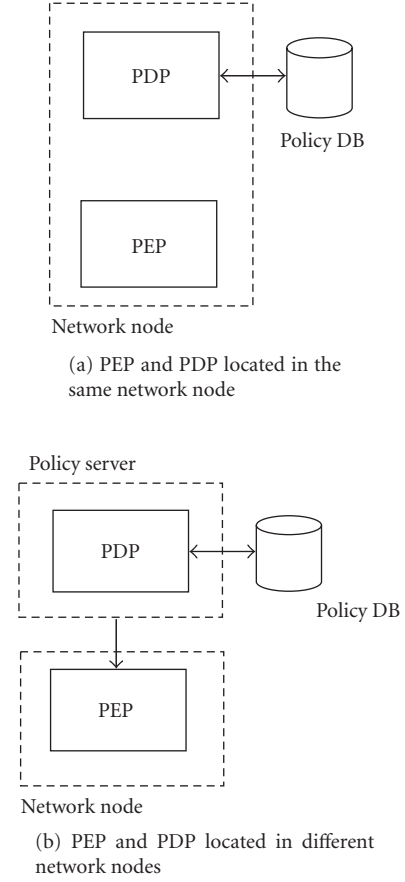 PDP
Policy DB
PEP
Network node
(a) PEP and PDP located in the
same network node
Policy server
PDP
Policy DB
PEP
Network node
(b) PEP and PDP located in different
network nodes